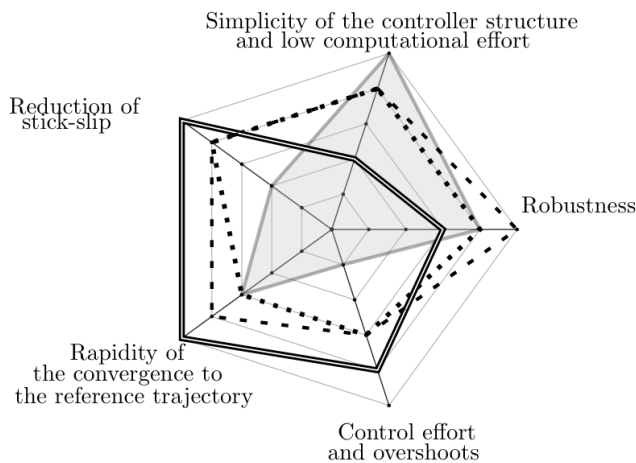 Simplicity of the controller structure
and low computational effort
Reduction of
stick-slip
Robustness
Rapidity of
the convergence to
the reference trajectory
Control effort
and overshoots